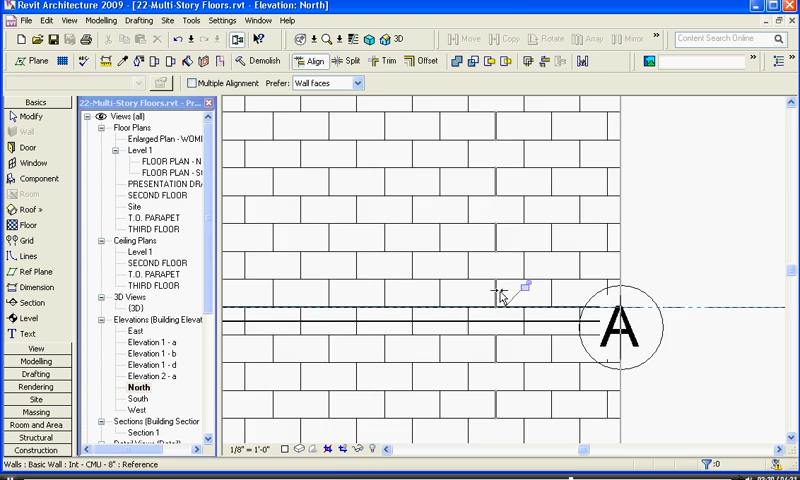 Revit Architecture 2009 - [22-Multi-Story Floors.rvt - Elevation: North]
File Edit View Modelling Drafting Site Tools Settings Window Help
3D Move Copy Rotate Array Mirror Content Search Online
Plane Demolish Align Split Trim Offset
Multiple Alignment Prefer: Wall faces
Basics
Modify
Wall
Door
Window
Component
Room
Roof »
Floor
Grid
Lines
Ref Plane
Dimension
Section
Level
Text
View
Modelling
Drafting
Rendering
Site
Massing
Room and Area
Structural
Construction
22-Multi-Story Floors.rvt - Pr...
Views (all)
Floor Plans
Enlarged Plan - WOM
Level 1
FLOOR PLAN - N
FLOOR PLAN - S
PRESENTATION DRA
SECOND FLOOR
Site
T.O. PARAPET
THIRD FLOOR
Ceiling Plans
Level 1
SECOND FLOOR
T.O. PARAPET
THIRD FLOOR
3D Views
{3D}
Elevations (Building Elevat
East
Elevation 1 - a
Elevation 1 - b
Elevation 1 - d
Elevation 2 - a
North
South
West
Sections (Building Section
Section 1
A
1/8" = 1'-0"
Walls : Basic Wall : Int - CMU - 8" : Reference
:0